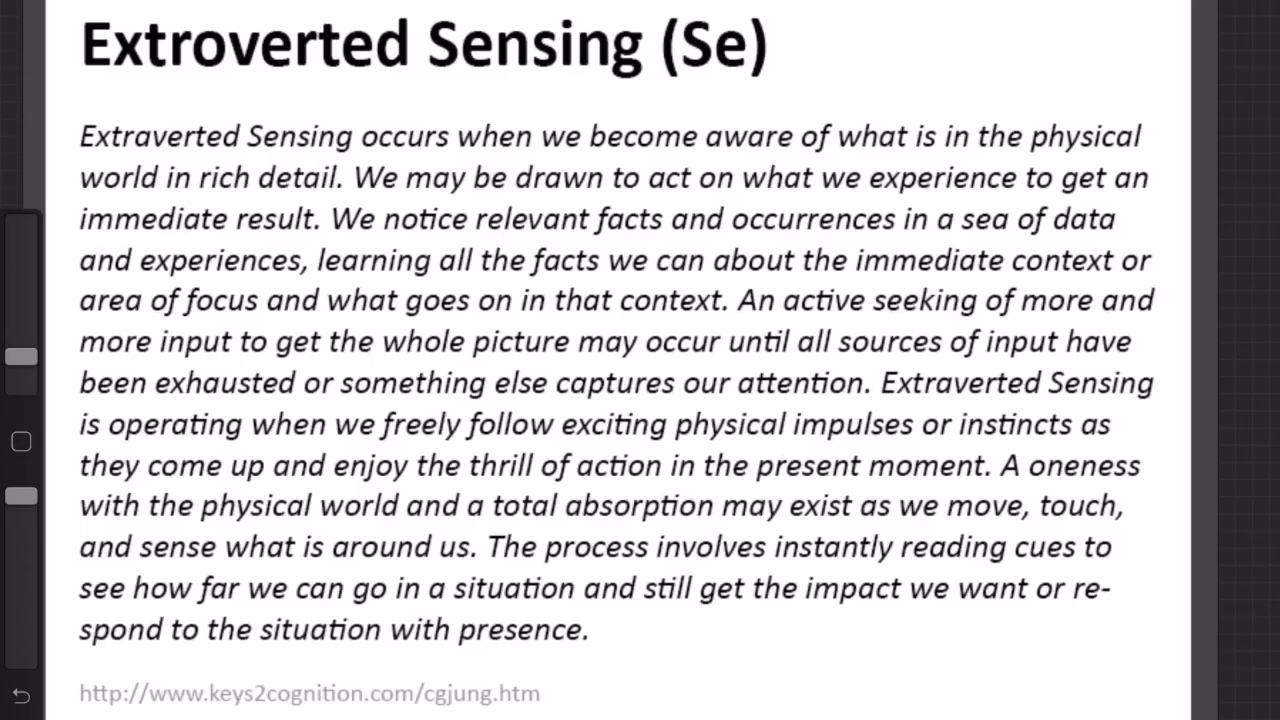 Extroverted Sensing (Se)
Extraverted Sensing occurs when we become aware of what is in the physical
world in rich detail. We may be drawn to act on what we experience to get an
immediate result. We notice relevant facts and occurrences in a sea of data
and experiences, learning all the facts we can about the immediate context or
area of focus and what goes on in that context. An active seeking of more and
more input to get the whole picture may occur until all sources of input have
been exhausted or something else captures our attention. Extraverted Sensing
is operating when we freely follow exciting physical impulses or instincts as
they come up and enjoy the thrill of action in the present moment. A oneness
with the physical world and a total absorption may exist as we move, touch,
and sense what is around us. The process involves instantly reading cues to
see how far we can go in a situation and still get the impact we want or re-
spond to the situation with presence.
http://www.keys2cognition.com/cgjung.htm